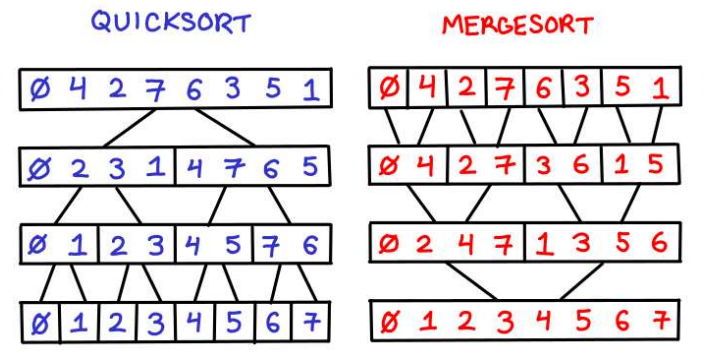 QUICKSORT
Ø 4 2 7 6 3 5 1
Ø 2 3 1 4 7 6 5
Ø 1 2 3 4 5 7 6
Ø 1 2 3 4 5 6 7
MERGESORT
Ø 4 2 7 6 3 5 1
Ø 4 2 7 3 6 1 5
Ø 2 4 7 1 3 5 6
Ø 1 2 3 4 5 6 7